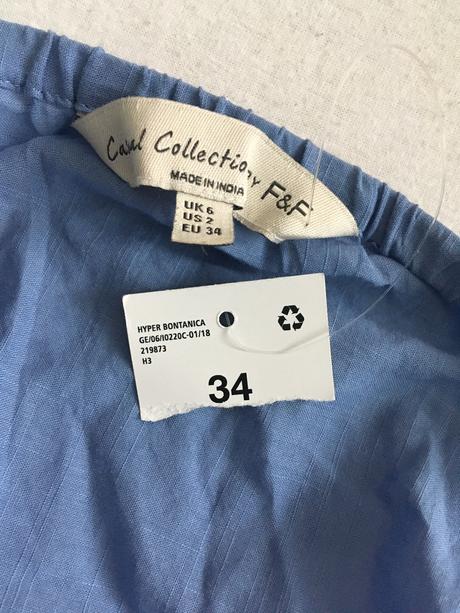 Casual Collection
BY F&F
MADE IN INDIA
UK 6
US 2
EU 34
HYPER BONTANICA
GE/06/I0220C-01/18
219873
H3
34